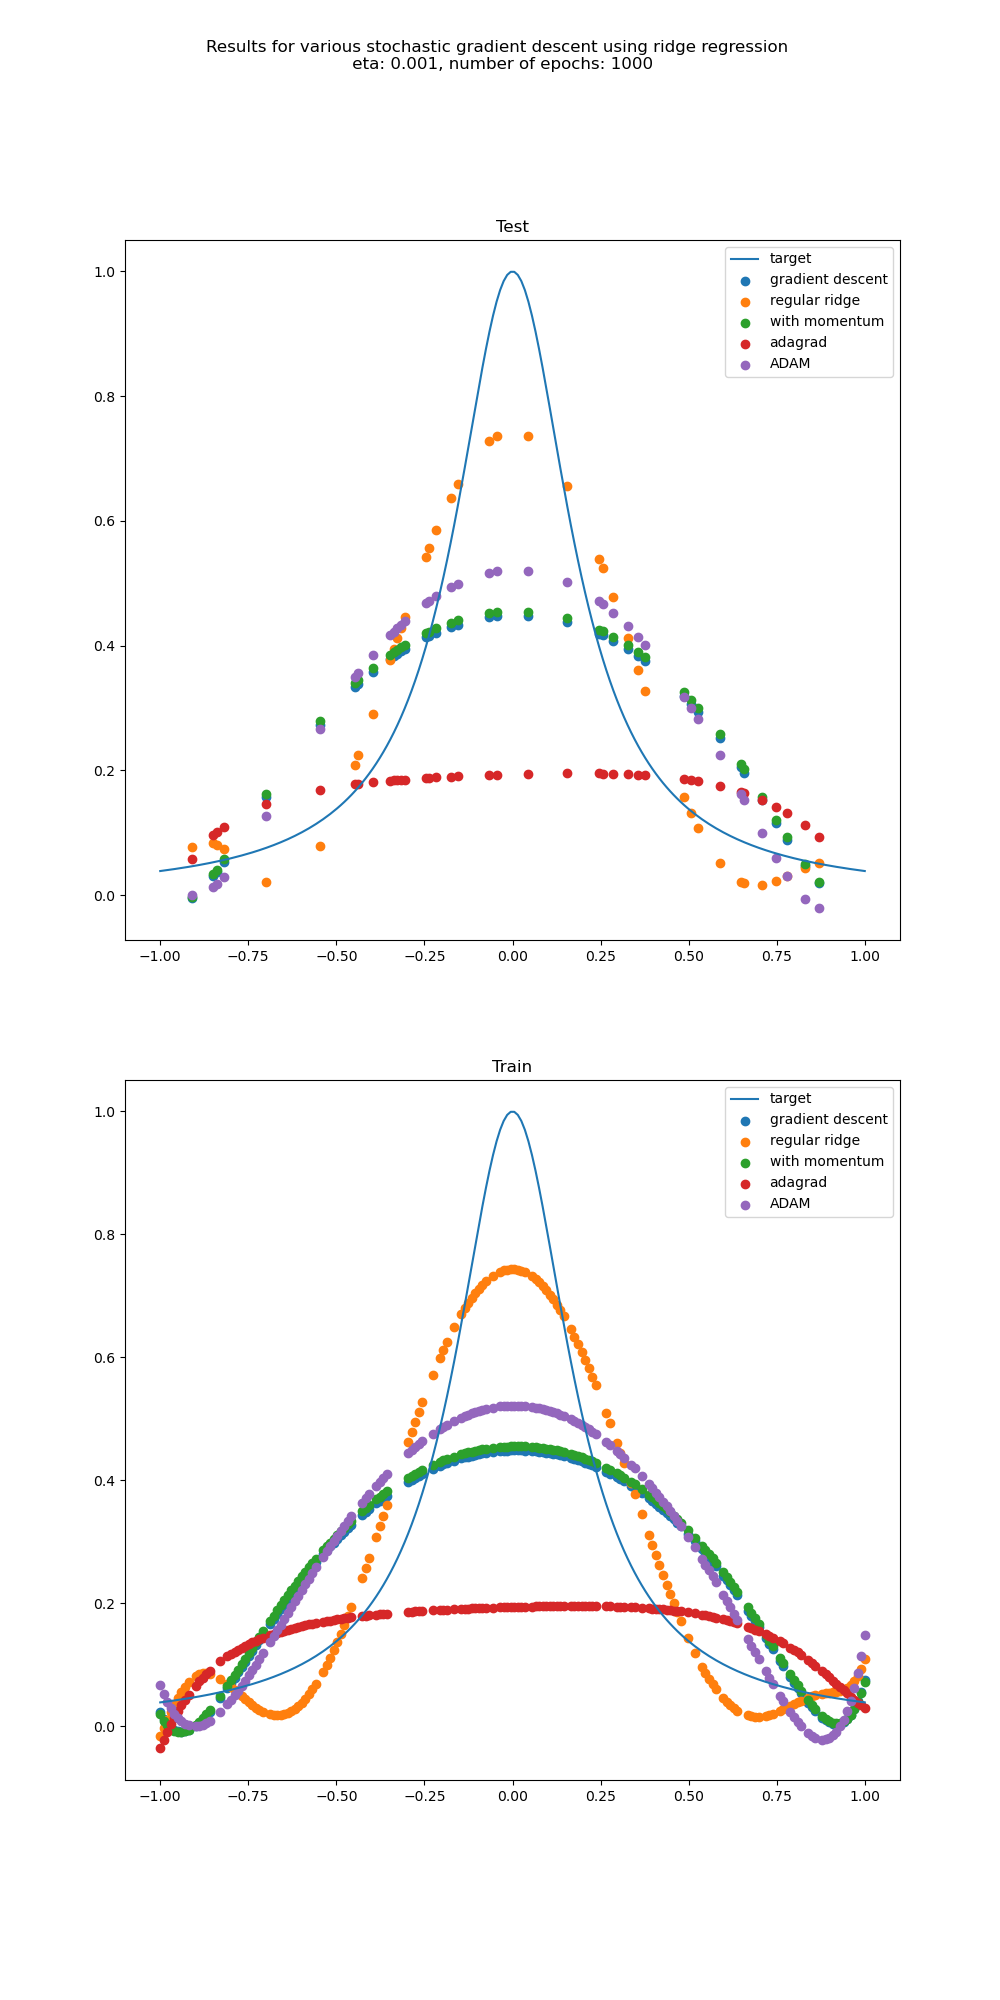 Results for various stochastic gradient descent using ridge regression
eta: 0.001, number of epochs: 1000
Test
target
gradient descent
regular ridge
with momentum
adagrad
ADAM
1.0
0.8
0.6
0.4
0.2
0.0
−1.00 −0.75 −0.50 −0.25 0.00 0.25 0.50 0.75 1.00
Train
target
gradient descent
regular ridge
with momentum
adagrad
ADAM
1.0
0.8
0.6
0.4
0.2
0.0
−1.00 −0.75 −0.50 −0.25 0.00 0.25 0.50 0.75 1.00